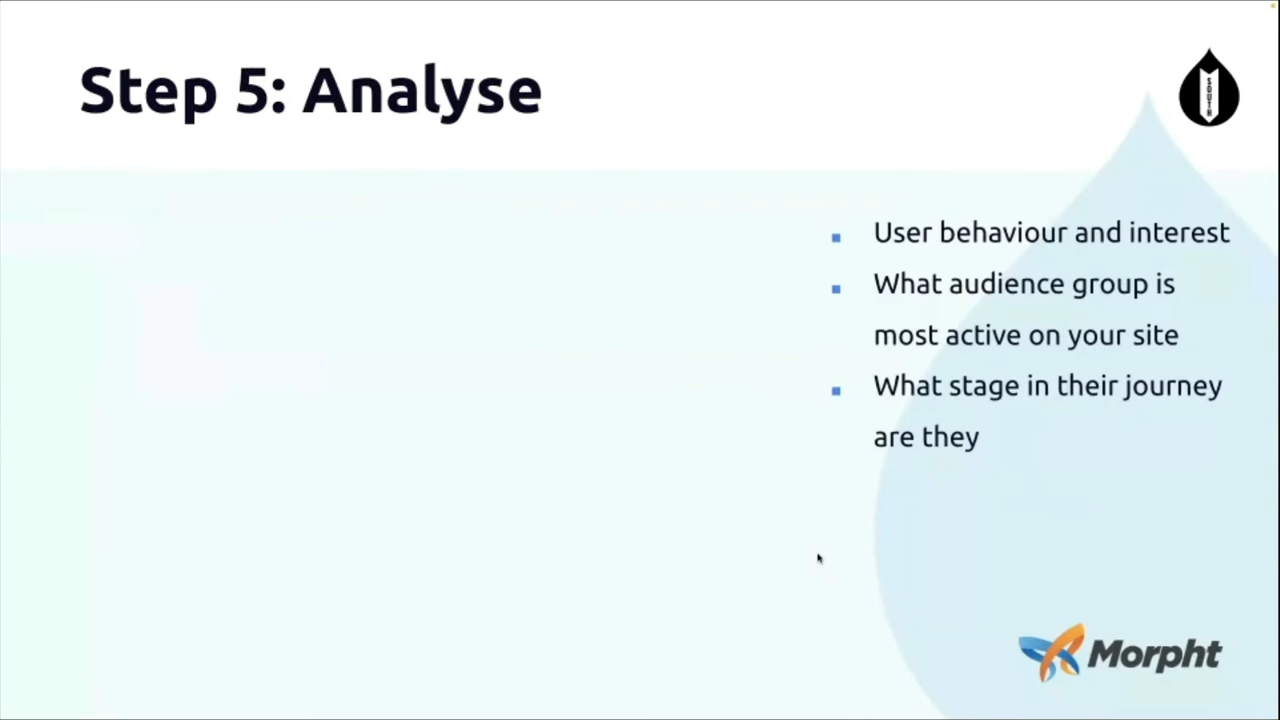 Step 5: Analyse
SOUTH
User behaviour and interest
What audience group is
most active on your site
What stage in their journey
are they
Morpht